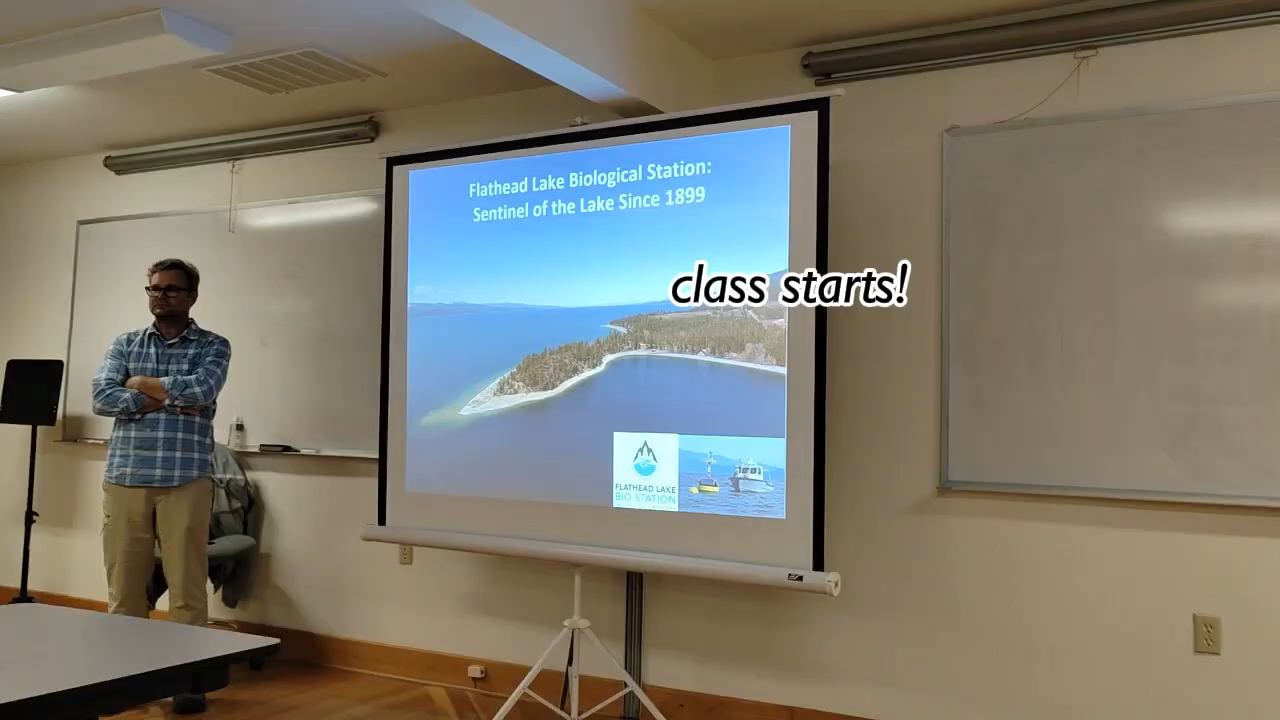 Flathead Lake Biological Station:
Sentinel of the Lake Since 1899
class starts!
FLATHEAD LAKE
BIO STATION